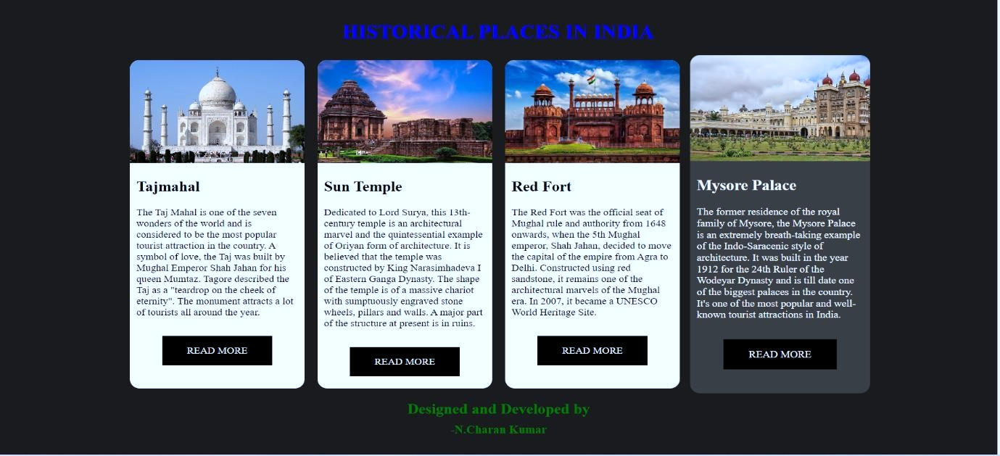 HISTORICAL PLACES IN INDIA
Tajmahal
The Taj Mahal is one of the seven
wonders of the world and is
considered to be the most popular
tourist attraction in the country. A
symbol of love, the Taj was built by
Mughal Emperor Shah Jahan for his
queen Mumtaz. Tagore described the
Taj as a "teardrop on the cheek of
eternity". The monument attracts a lot
of tourists all around the year.
READ MORE
Sun Temple
Dedicated to Lord Surya, this 13th-
century temple is an architectural
marvel and the quintessential example
of Oriyan form of architecture. It is
believed that the temple was
constructed by King Narasimhadeva I
of Eastern Ganga Dynasty. The shape
of the temple is of a massive chariot
with sumptuously engraved stone
wheels, pillars and walls. A major part
of the structure at present is in ruins.
READ MORE
Red Fort
The Red Fort was the official seat of
Mughal rule and authority from 1648
onwards, when the 5th Mughal
emperor, Shah Jahan, decided to move
the capital of the empire from Agra to
Delhi. Constructed using red
sandstone, it remains one of the
architectural marvels of the Mughal
era. In 2007, it became a UNESCO
World Heritage Site.
READ MORE
Mysore Palace
The former residence of the royal
family of Mysore, the Mysore Palace
is an extremely breath-taking example
of the Indo-Saracenic style of
architecture. It was built in the year
1912 for the 24th Ruler of the
Wodeyar Dynasty and is till date one
of the biggest palaces in the country.
It's one of the most popular and well-
known tourist attractions in India.
READ MORE
Designed and Developed by
-N.Charan Kumar